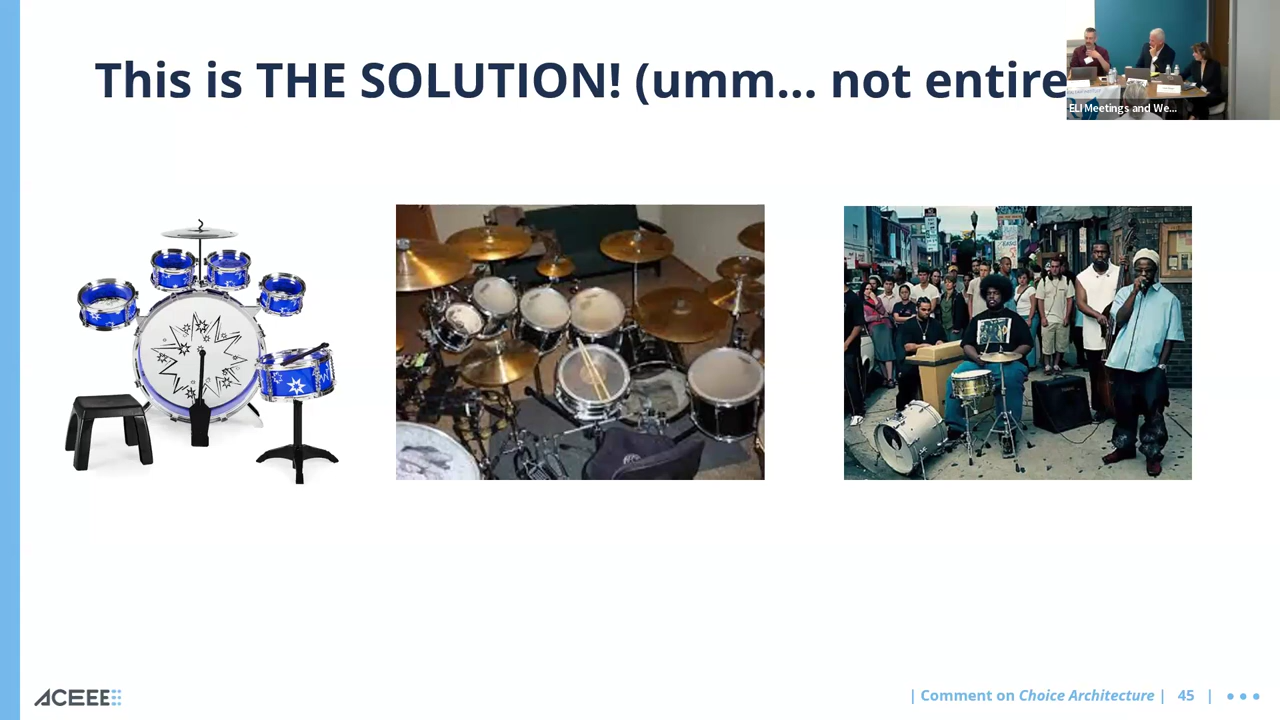 This is THE SOLUTION! (umm... not entire
ELI Meetings and We...
ACEEE
| Comment on Choice Architecture | 45 |